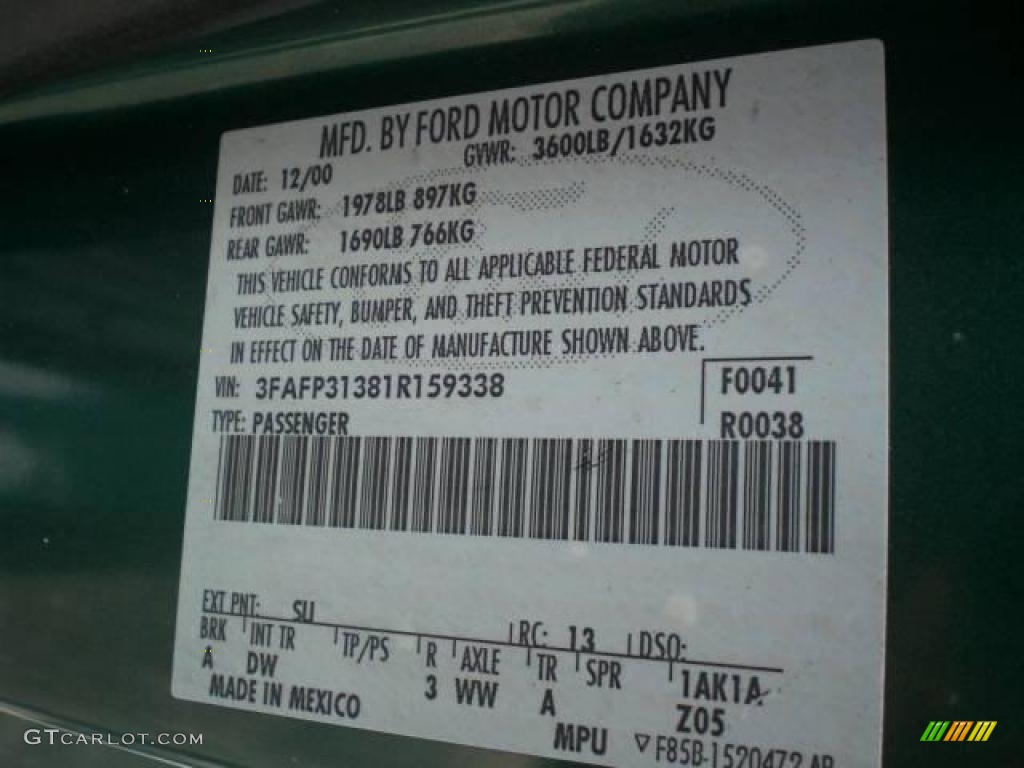 MFD. BY FORD MOTOR COMPANY
GVWR: 3600LB/1632KG
DATE: 12/00
FRONT GAWR: 1978LB 897KG
REAR GAWR: 1690LB 766KG
THIS VEHICLE CONFORMS TO ALL APPLICABLE FEDERAL MOTOR
VEHICLE SAFETY, BUMPER, AND THEFT PREVENTION STANDARDS
IN EFFECT ON THE DATE OF MANUFACTURE SHOWN ABOVE.
VIN: 3FAFP31381R159338
F0041
TYPE: PASSENGER
R0038
EXT PNT: SU
RC: 13 DSO:
BRK INT TR TP/PS R AXLE TR SPR 1AK1A
A DW 3 WW A Z05
MADE IN MEXICO
MPU ▽F85B-1520472-AB
GTCARLOT.COM